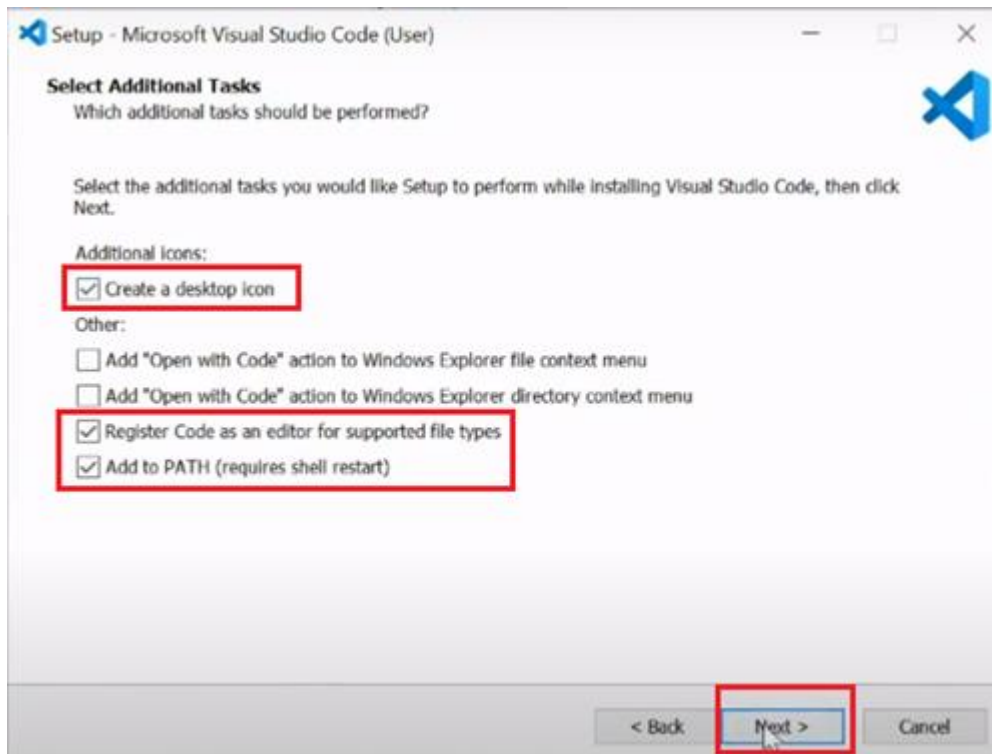 Setup - Microsoft Visual Studio Code (User)
Select Additional Tasks
Which additional tasks should be performed?
Select the additional tasks you would like Setup to perform while installing Visual Studio Code, then click
Next.
Additional icons:
Create a desktop icon
Other:
Add "Open with Code" action to Windows Explorer file context menu
Add "Open with Code" action to Windows Explorer directory context menu
Register Code as an editor for supported file types
Add to PATH (requires shell restart)
< Back Next > Cancel